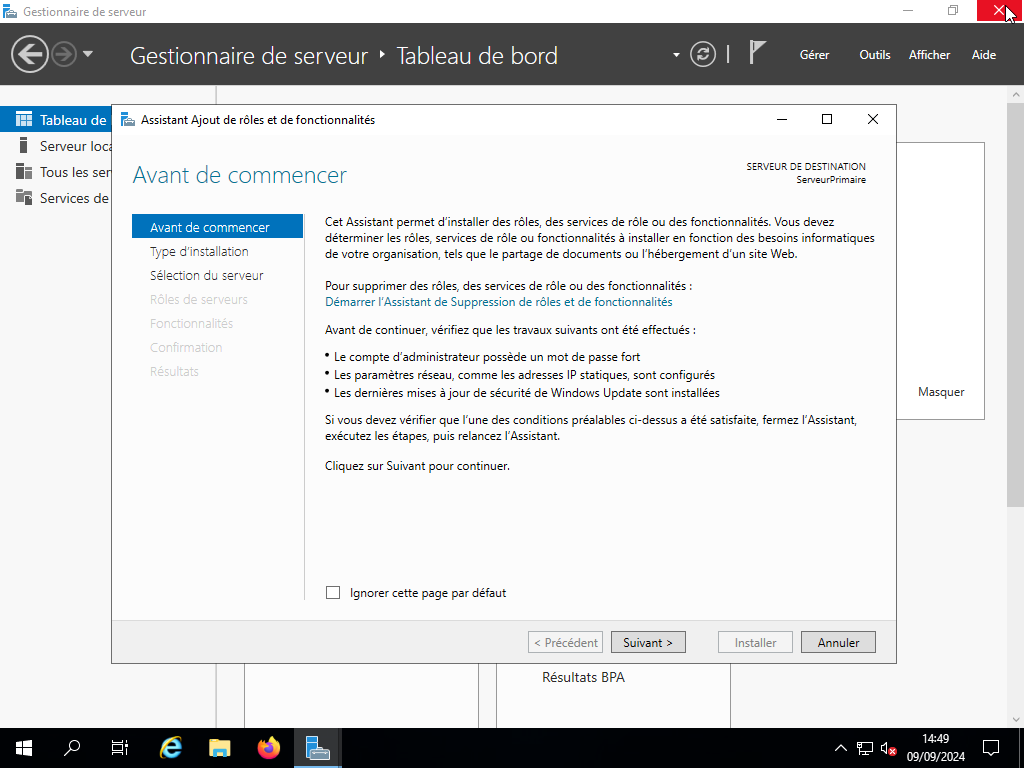 Gestionnaire de serveur
Gestionnaire de serveur ‣ Tableau de bord
Gérer
Outils
Afficher
Aide
Tableau de
Serveur loca
Tous les ser
Services de
Assistant Ajout de rôles et de fonctionnalités
Avant de commencer
SERVEUR DE DESTINATION
ServeurPrimaire
Avant de commencer
Type d'installation
Sélection du serveur
Rôles de serveurs
Fonctionnalités
Confirmation
Résultats
Cet Assistant permet d'installer des rôles, des services de rôle ou des fonctionnalités. Vous devez
déterminer les rôles, services de rôle ou fonctionnalités à installer en fonction des besoins informatiques
de votre organisation, tels que le partage de documents ou l'hébergement d'un site Web.
Pour supprimer des rôles, des services de rôle ou des fonctionnalités :
Démarrer l'Assistant de Suppression de rôles et de fonctionnalités
Avant de continuer, vérifiez que les travaux suivants ont été effectués :
• Le compte d'administrateur possède un mot de passe fort
• Les paramètres réseau, comme les adresses IP statiques, sont configurés
• Les dernières mises à jour de sécurité de Windows Update sont installées
Si vous devez vérifier que l'une des conditions préalables ci-dessus a été satisfaite, fermez l'Assistant,
exécutez les étapes, puis relancez l'Assistant.
Cliquez sur Suivant pour continuer.
Ignorer cette page par défaut
< Précédent
Suivant >
Installer
Annuler
Masquer
Résultats BPA
14:49
09/09/2024